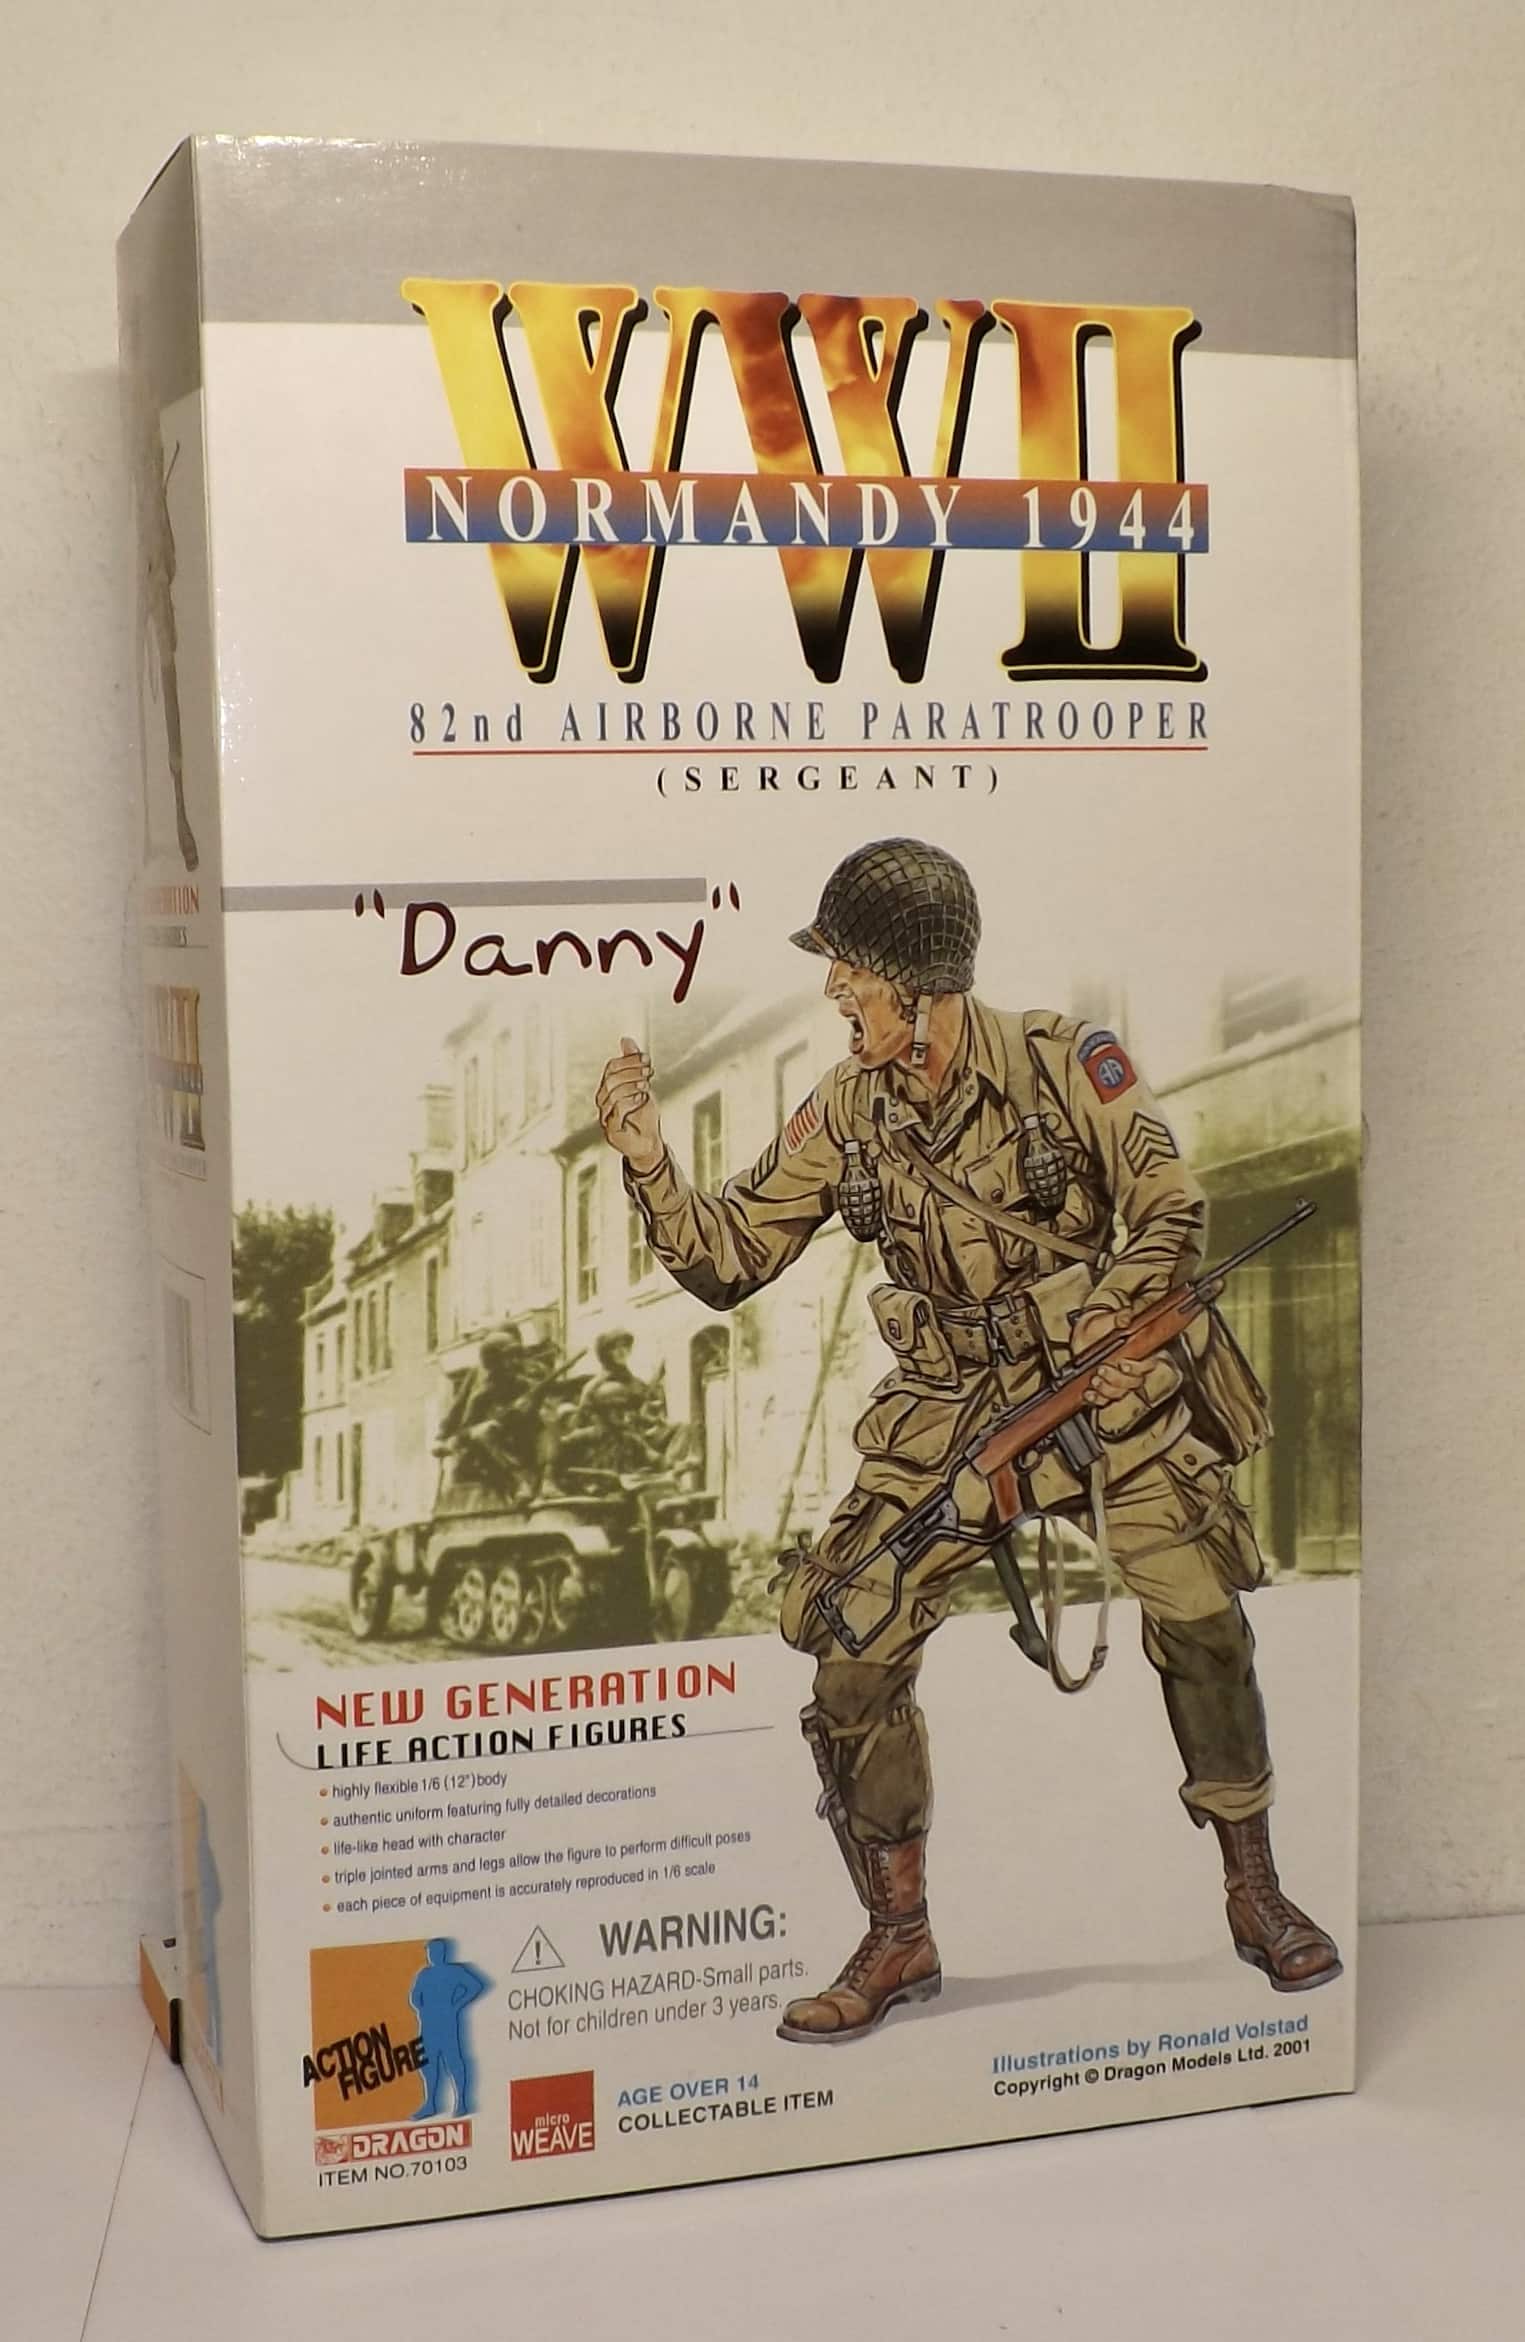 WWII
NORMANDY 1944
82nd AIRBORNE PARATROOPER
(SERGEANT)
"Danny"
AA
NEW GENERATION
LIFE ACTION FIGURES
highly flexible 1/6 (12")body
authentic uniform featuring fully detailed decorations
life-like head with character
triple jointed arms and legs allow the figure to perform difficult poses
each piece of equipment is accurately reproduced in 1/6 scale
WARNING:
CHOKING HAZARD-Small parts.
Not for children under 3 years.
ACTION
FIGURE
DRAGON
ITEM NO.70103
micro
WEAVE
AGE OVER 14
COLLECTABLE ITEM
Illustrations by Ronald Volstad
Copyright © Dragon Models Ltd. 2001